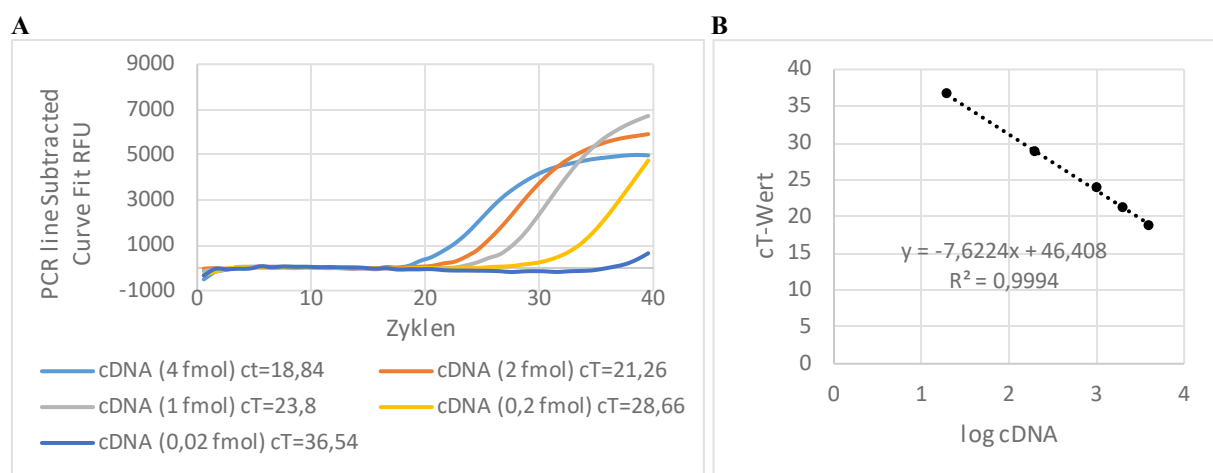 A
B
PCR line Subtracted
Curve Fit RFU
9000
7000
5000
3000
1000
-1000
0
10
20
30
40
Zyklen
cDNA (4 fmol) ct=18,84
cDNA (2 fmol) cT=21,26
cDNA (1 fmol) cT=23,8
cDNA (0,2 fmol) cT=28,66
cDNA (0,02 fmol) cT=36,54
cT-Wert
40
35
30
25
20
15
10
5
0
y = -7,6224x + 46,408
R² = 0,9994
0
1
2
3
4
log cDNA